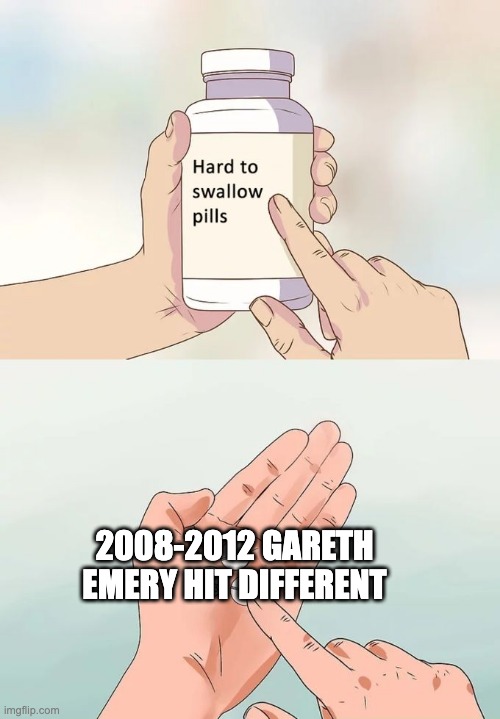 Hard to
swallow
pills
2008-2012 GARETH
EMERY HIT DIFFERENT
imgflip.com